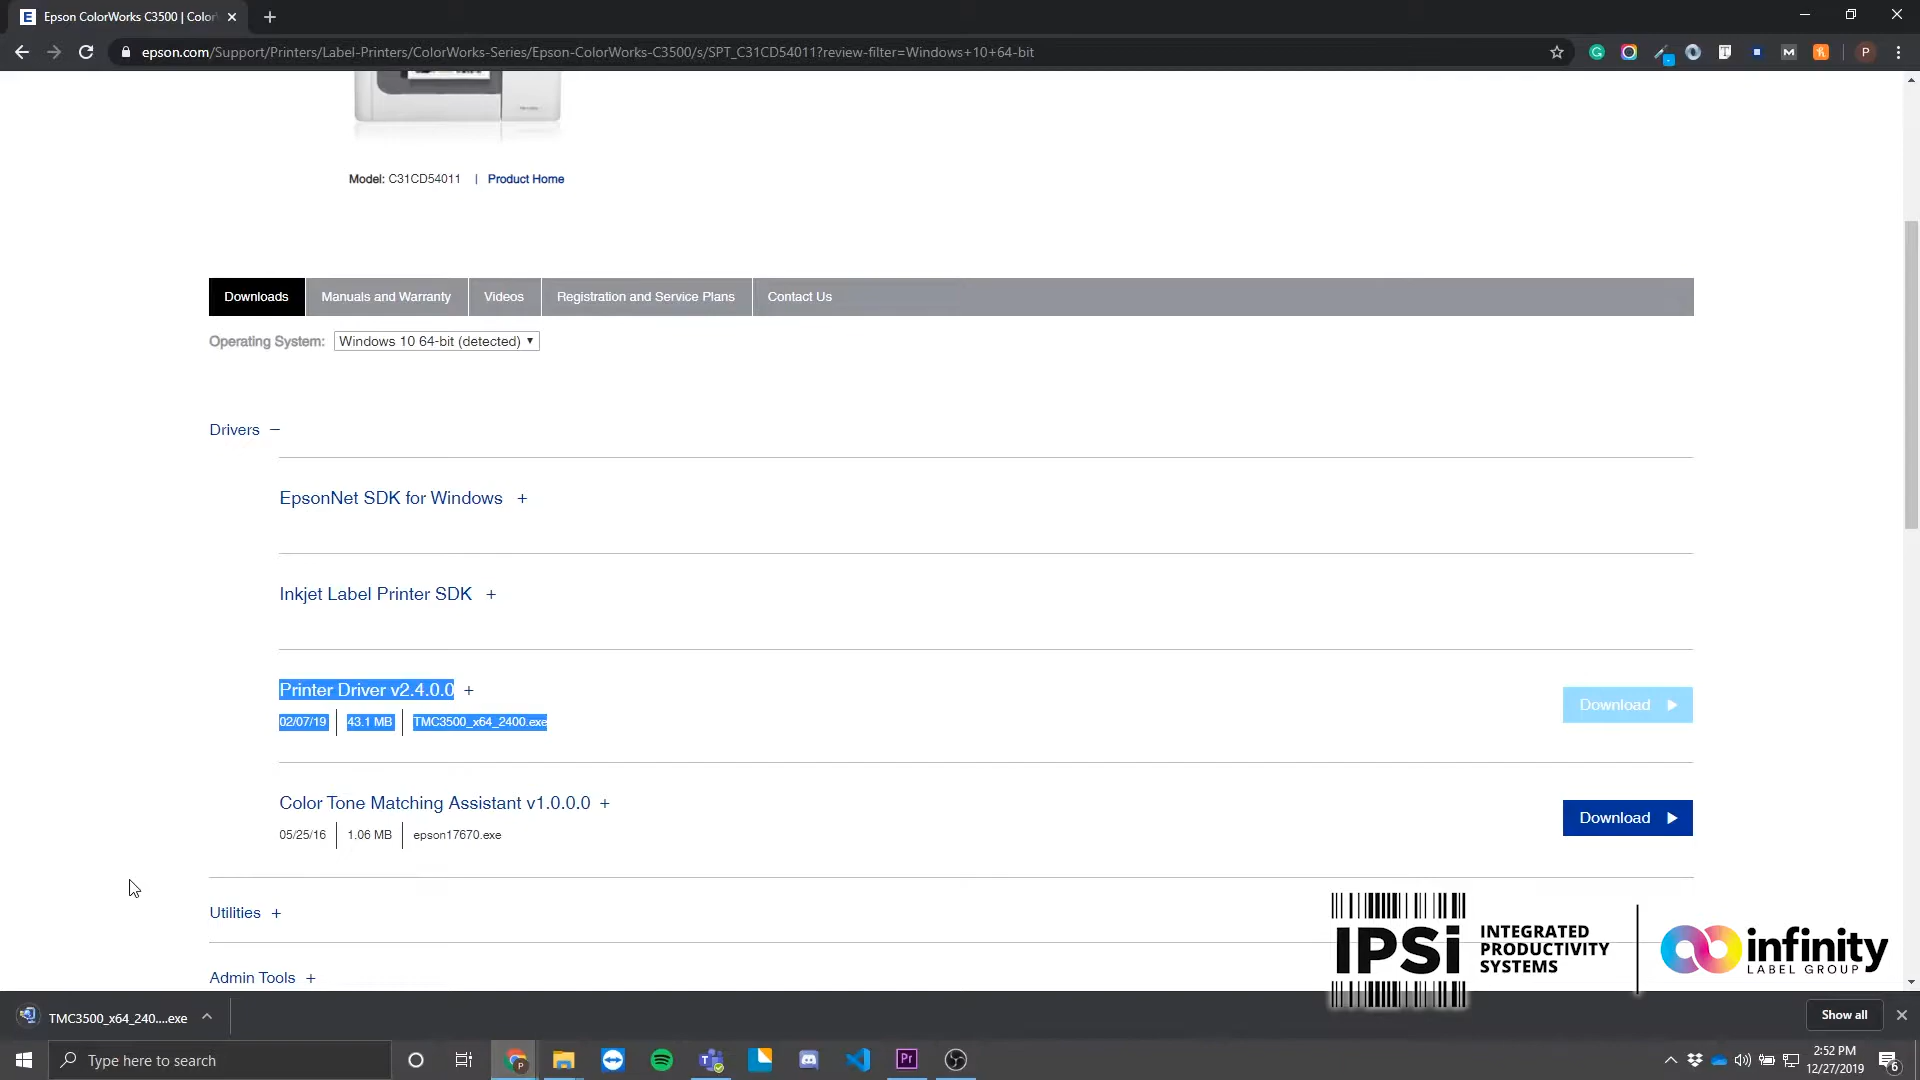 Epson ColorWorks C3500 | Color
epson.com/Support/Printers/Label-Printers/ColorWorks-Series/Epson-ColorWorks-C3500/s/SPT_C31CD54011?review-filter=Windows+10+64-bit
P
Model: C31CD54011 | Product Home
Downloads Manuals and Warranty Videos Registration and Service Plans Contact Us
Operating System: Windows 10 64-bit (detected)
Drivers −
EpsonNet SDK for Windows +
Inkjet Label Printer SDK +
Printer Driver v2.4.0.0 +
02/07/19 43.1 MB TMC3500_x64_2400.exe
Download
Color Tone Matching Assistant v1.0.0.0 +
05/25/16 1.06 MB epson17670.exe
Download
Utilities +
Admin Tools +
IPSi
INTEGRATED
PRODUCTIVITY
SYSTEMS
infinity
LABEL GROUP
TMC3500_x64_240....exe
Show all
Type here to search
Pr
2:52 PM
12/27/2019
6